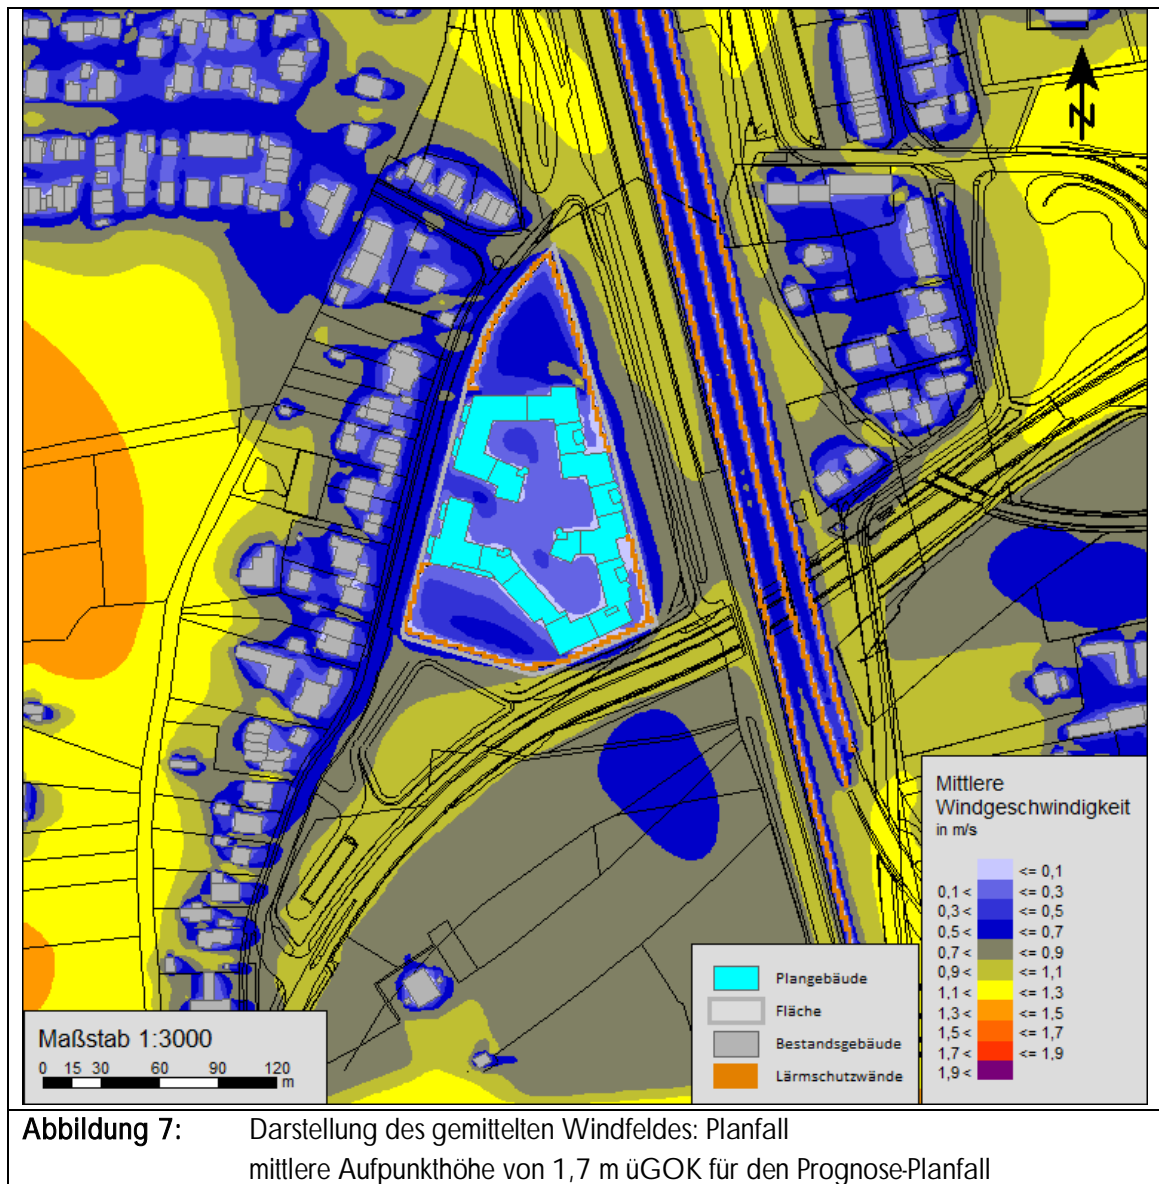 N
Mittlere
Windgeschwindigkeit
in m/s
<= 0,1
0,1 < <= 0,3
0,3 < <= 0,5
0,5 < <= 0,7
0,7 < <= 0,9
0,9 < <= 1,1
1,1 < <= 1,3
1,3 < <= 1,5
1,5 < <= 1,7
1,7 < <= 1,9
1,9 <
Plangebäude
Fläche
Bestandsgebäude
Lärmschutzwände
Maßstab 1:3000
0 15 30 60 90 120
m
Abbildung 7: Darstellung des gemittelten Windfeldes: Planfall
mittlere Aufpunkthöhe von 1,7 m üGOK für den Prognose-Planfall